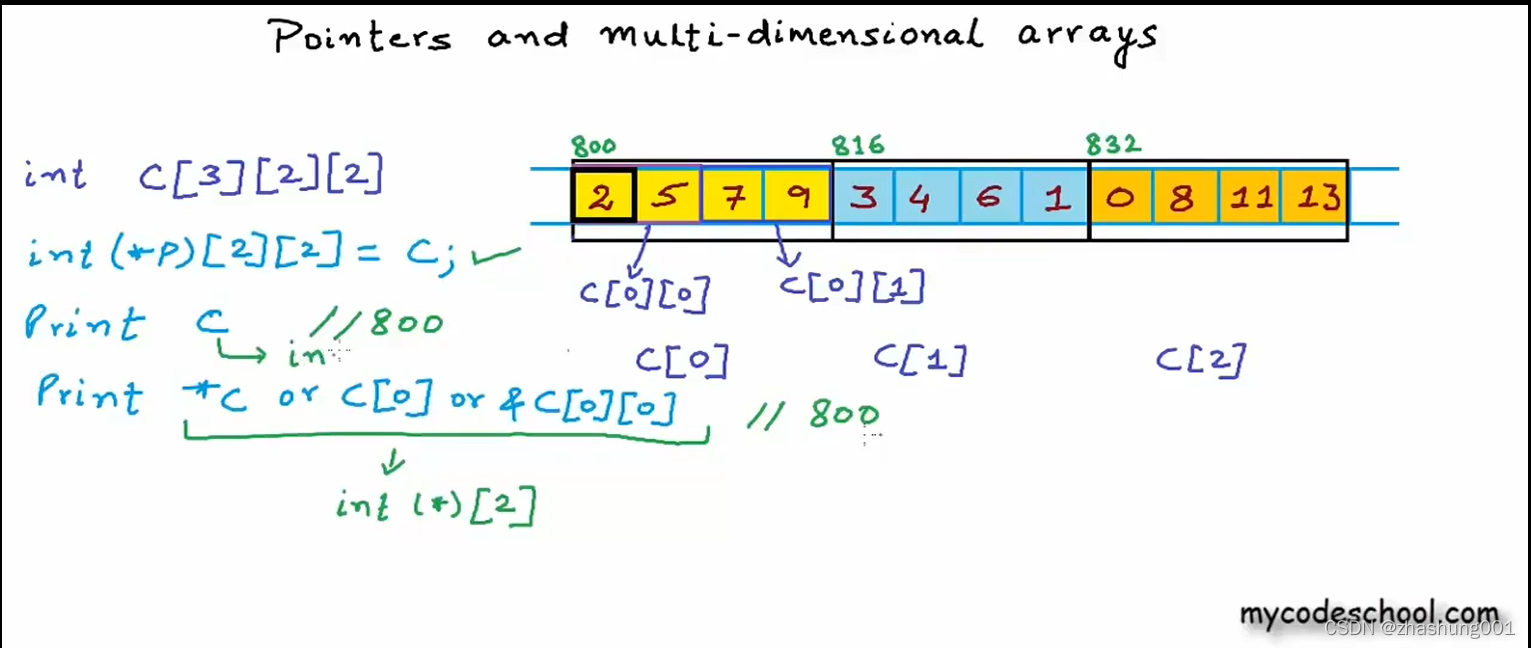 Pointers and multi-dimensional arrays
int C[3][2][2]
int (*P)[2][2] = C;
Print C //800
in
Print *C or C[0] or &C[0][0] // 800
int (*)[2]
800 816 832
2 5 7 9 3 4 6 1 0 8 11 13
C[0][0] C[0][1]
C[0] C[1] C[2]
mycodeschool.com
CSDN @zhashung001